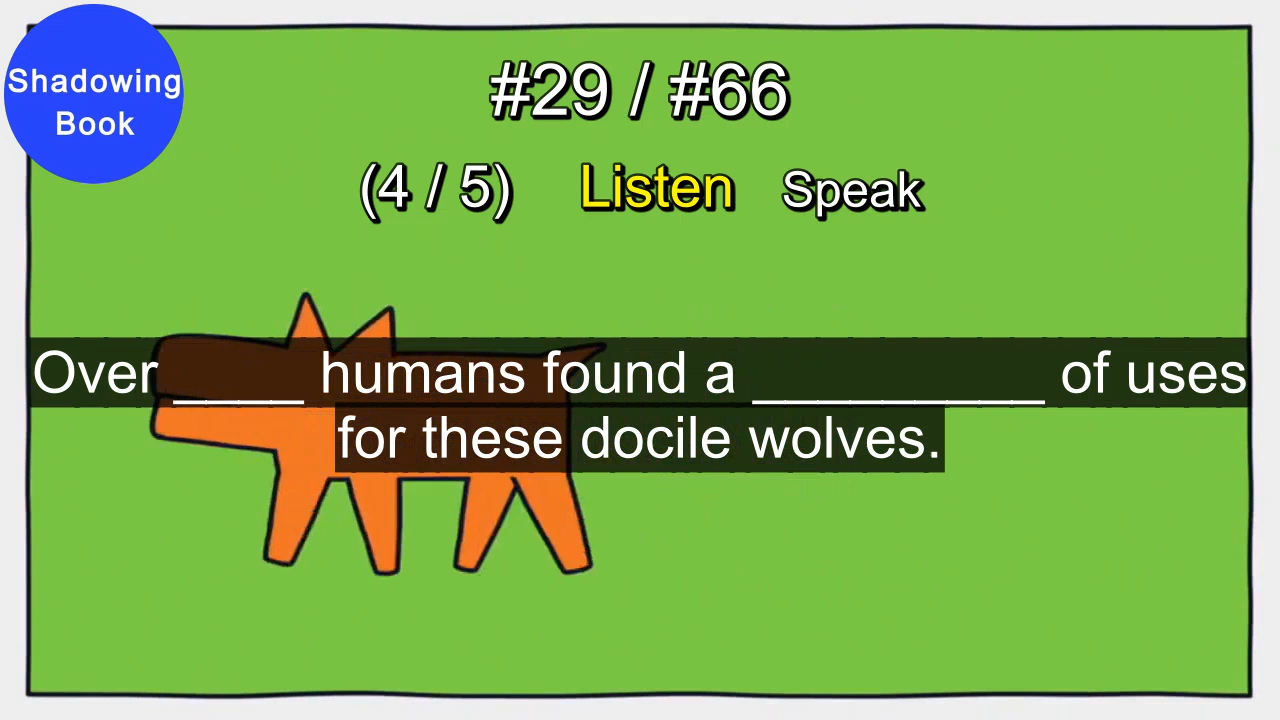 Shadowing
Book
#29 / #66
(4 / 5) Listen Speak
Over ____ humans found a _________ of uses
for these docile wolves.